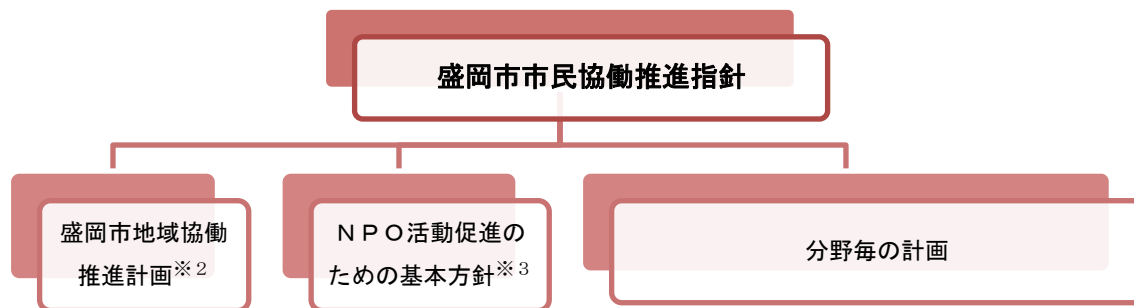 盛岡市市民協働推進指針
盛岡市地域協働
推進計画※2
NPO活動促進の
ための基本方針※3
分野毎の計画